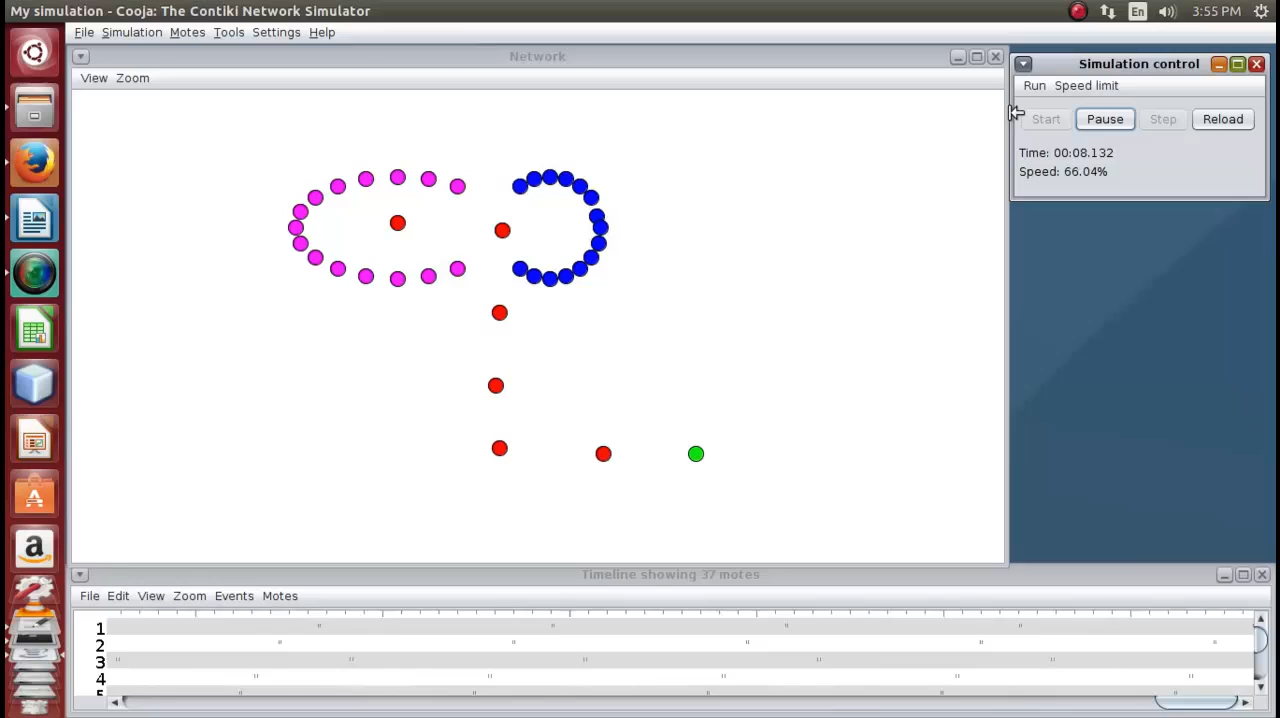 My simulation - Cooja: The Contiki Network Simulator
En
3:55 PM
File Simulation Motes Tools Settings Help
Network
View Zoom
Simulation control
Run Speed limit
Start Pause Step Reload
Time: 00:08.132
Speed: 66.04%
Timeline showing 37 motes
File Edit View Zoom Events Motes
1
2
3
4
5